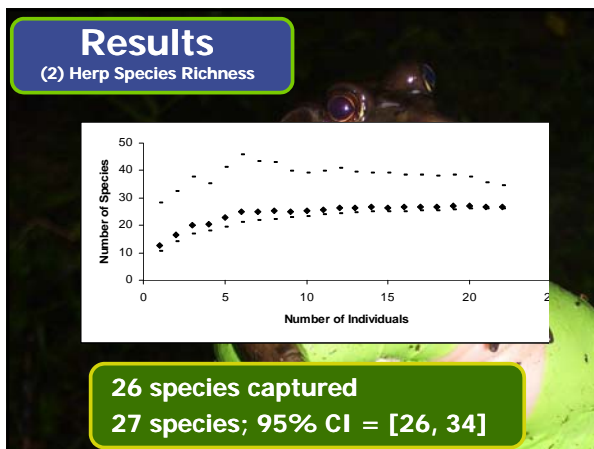 Results
(2) Herp Species Richness
50
40
30
20
10
0
Number of Species
0 5 10 15 20 2
Number of Individuals
26 species captured
27 species; 95% CI = [26, 34]